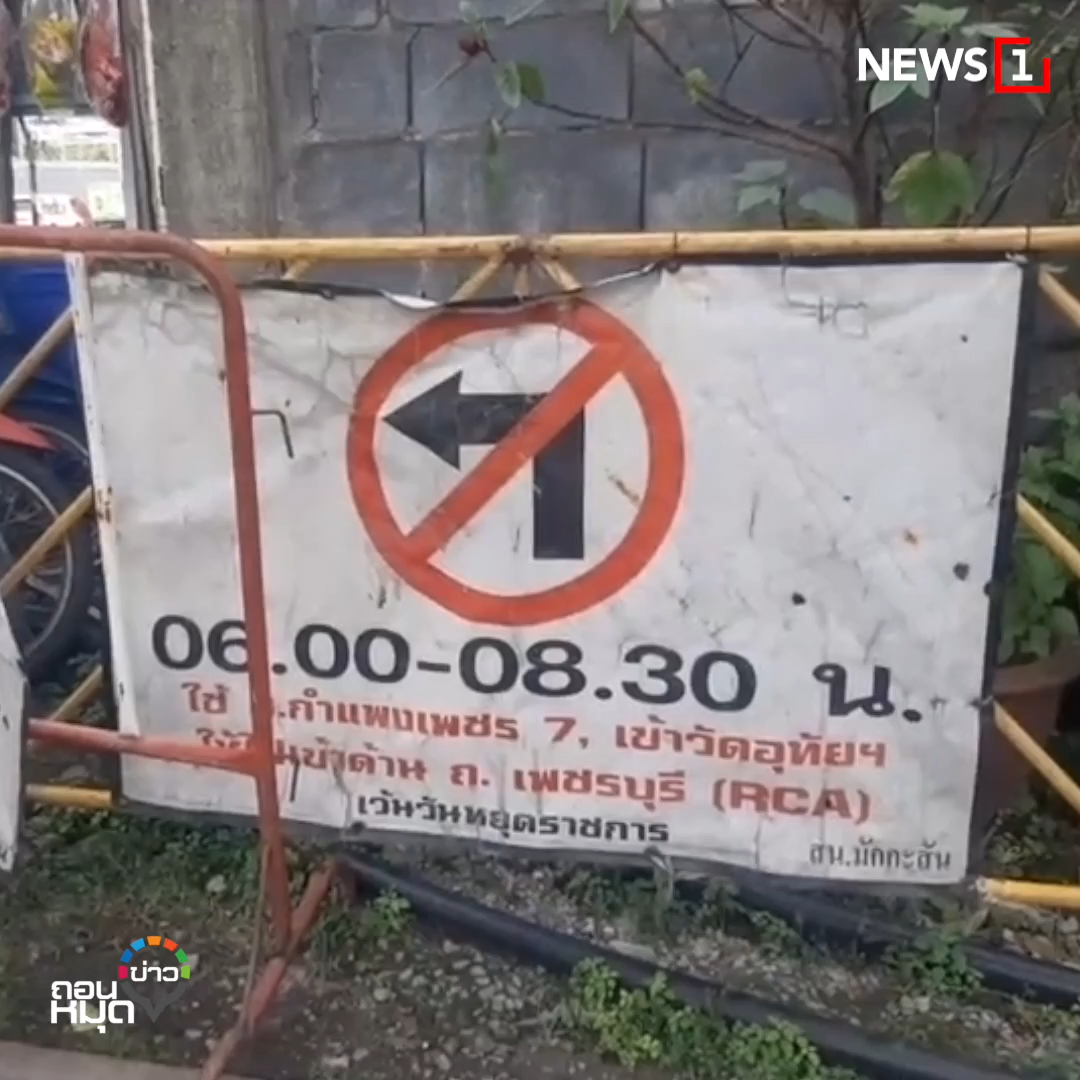 NEWS 1
06.00-08.30 น.
ใช้ ถ.กำแพงเพชร 7, เข้าวัดอุทัยฯ
เข้าด้าน ถ. เพชรบุรี (RCA)
เว้นวันหยุดราชการ
สน.มักกะสัน
ถอน
หมุด
ข่าว